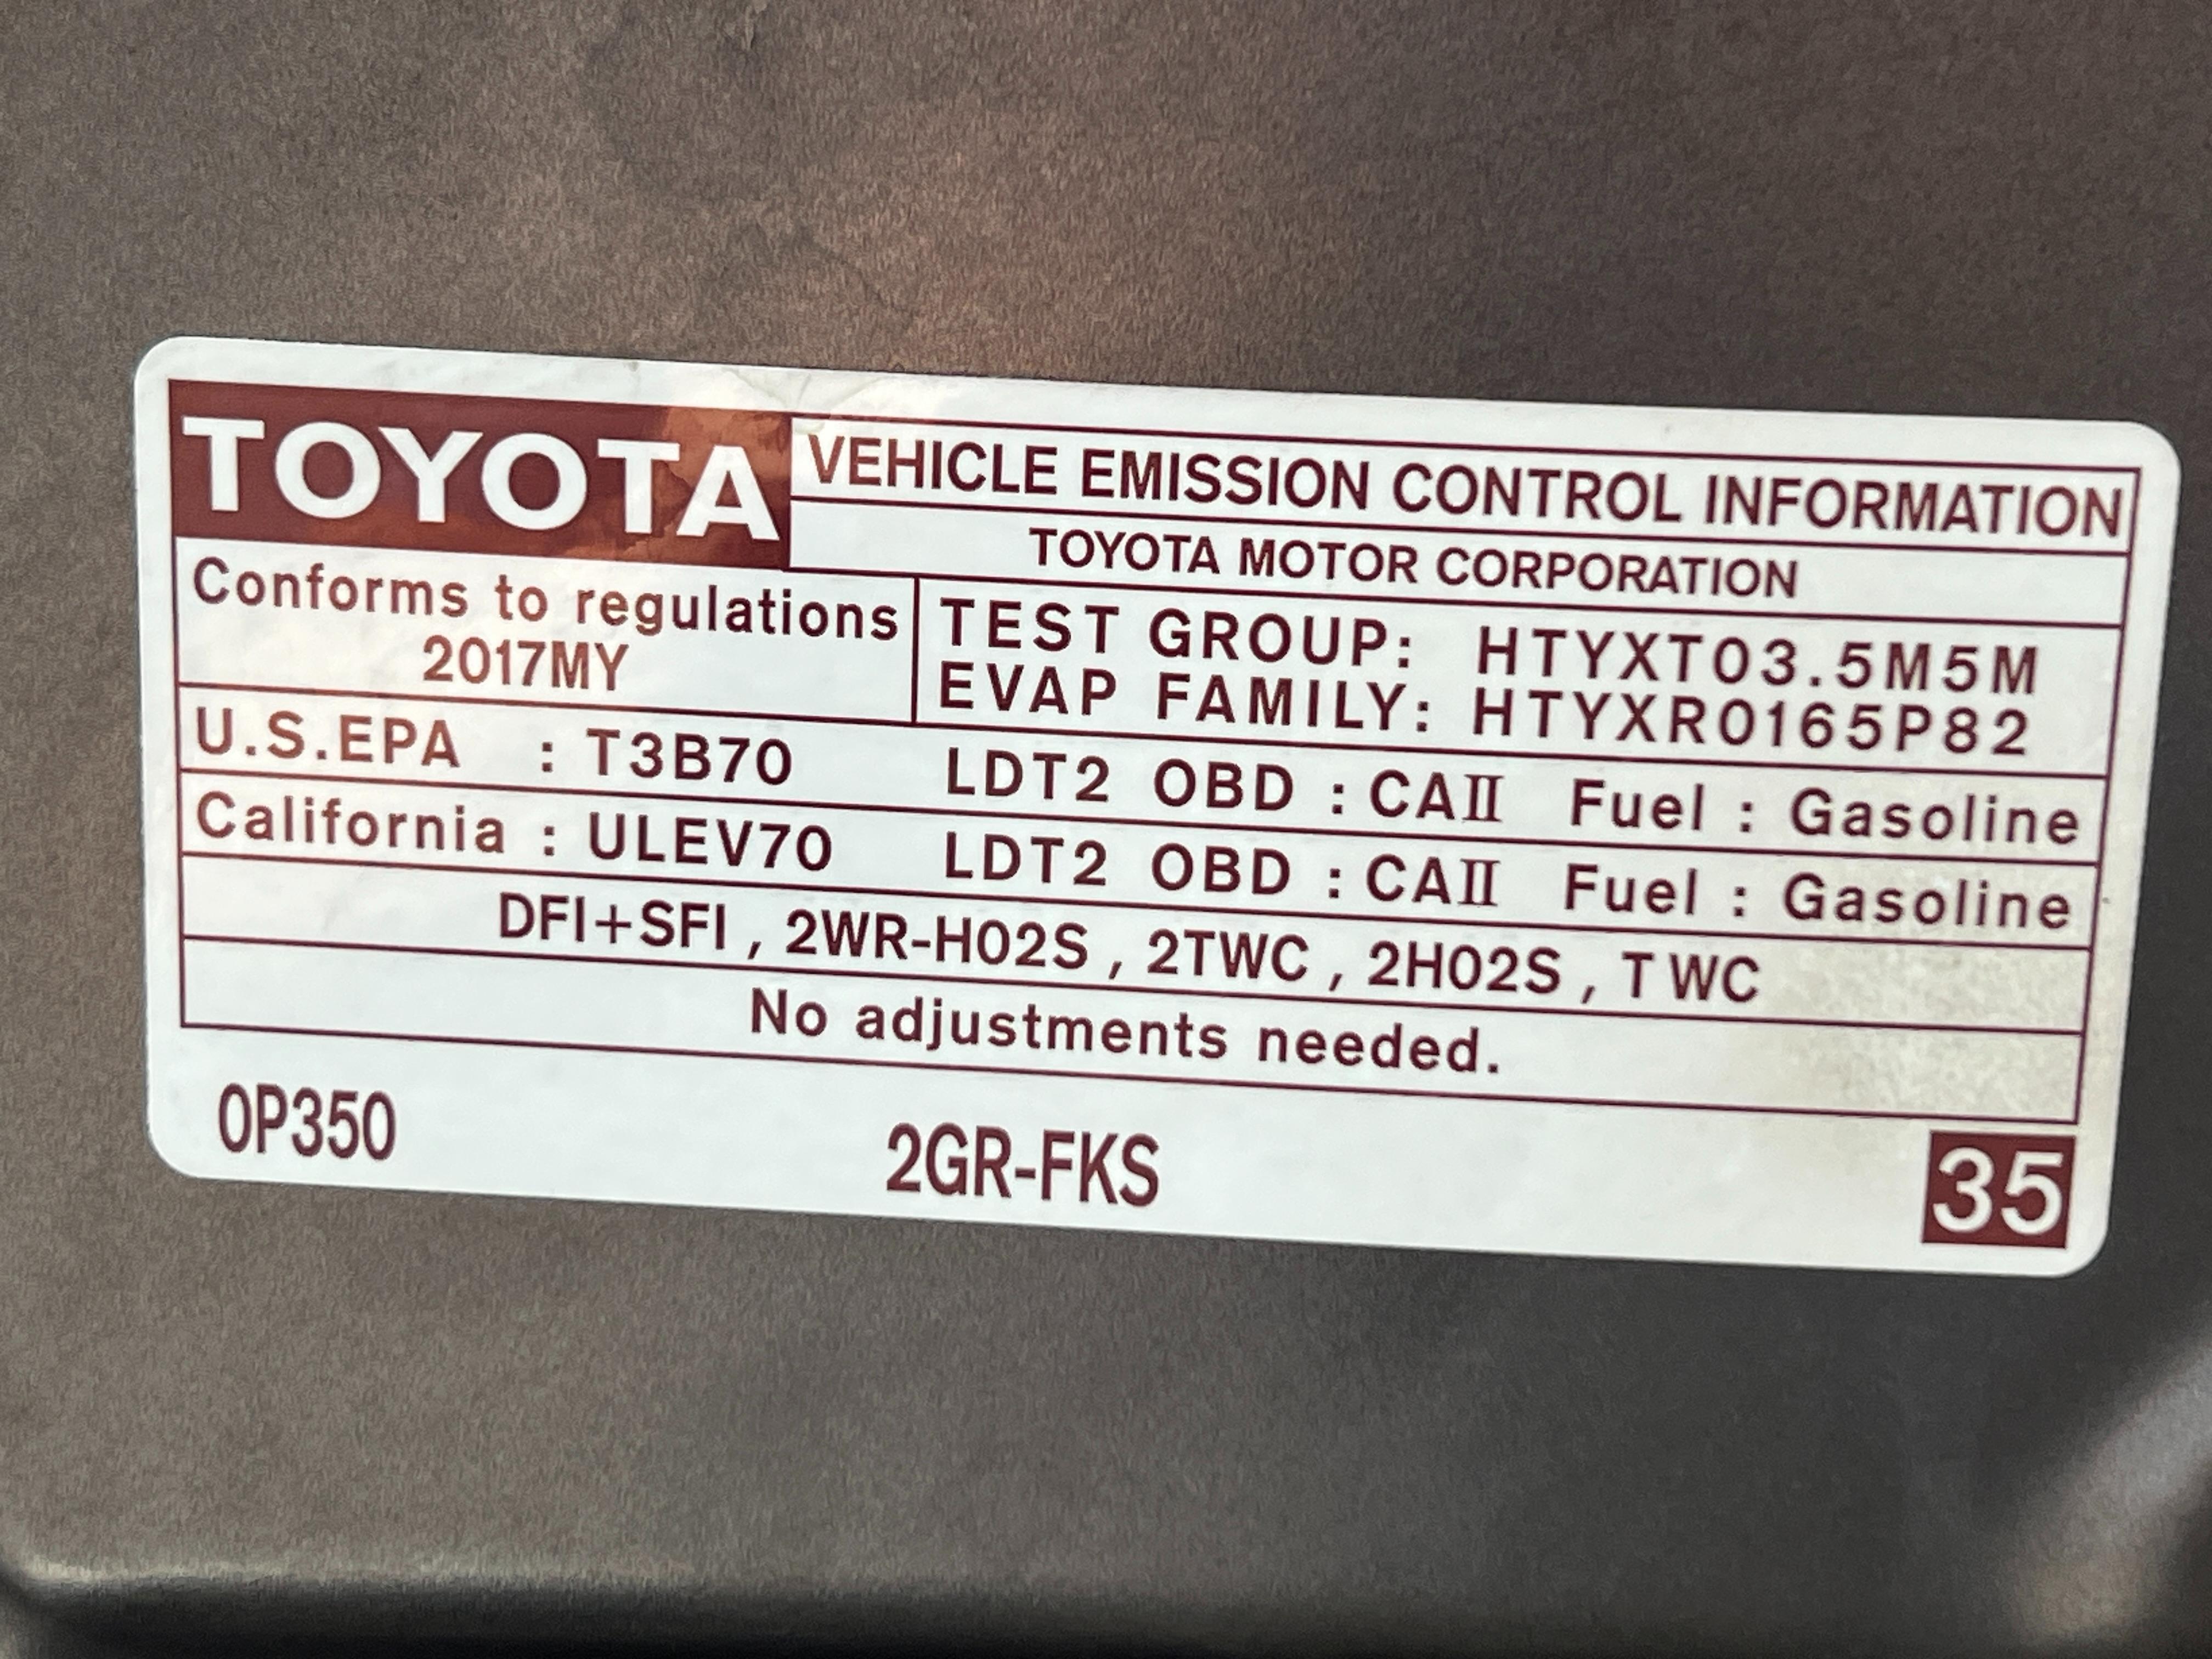 TOYOTA
VEHICLE EMISSION CONTROL INFORMATION
TOYOTA MOTOR CORPORATION
Conforms to regulations
2017MY
TEST GROUP: HTYXT03.5M5M
EVAP FAMILY: HTYXR0165P82
U.S.EPA : T3B70 LDT2 OBD : CAII Fuel : Gasoline
California : ULEV70 LDT2 OBD : CAII Fuel : Gasoline
DFI+SFI , 2WR-HO2S , 2TWC , 2HO2S , TWC
No adjustments needed.
0P350 2GR-FKS 35